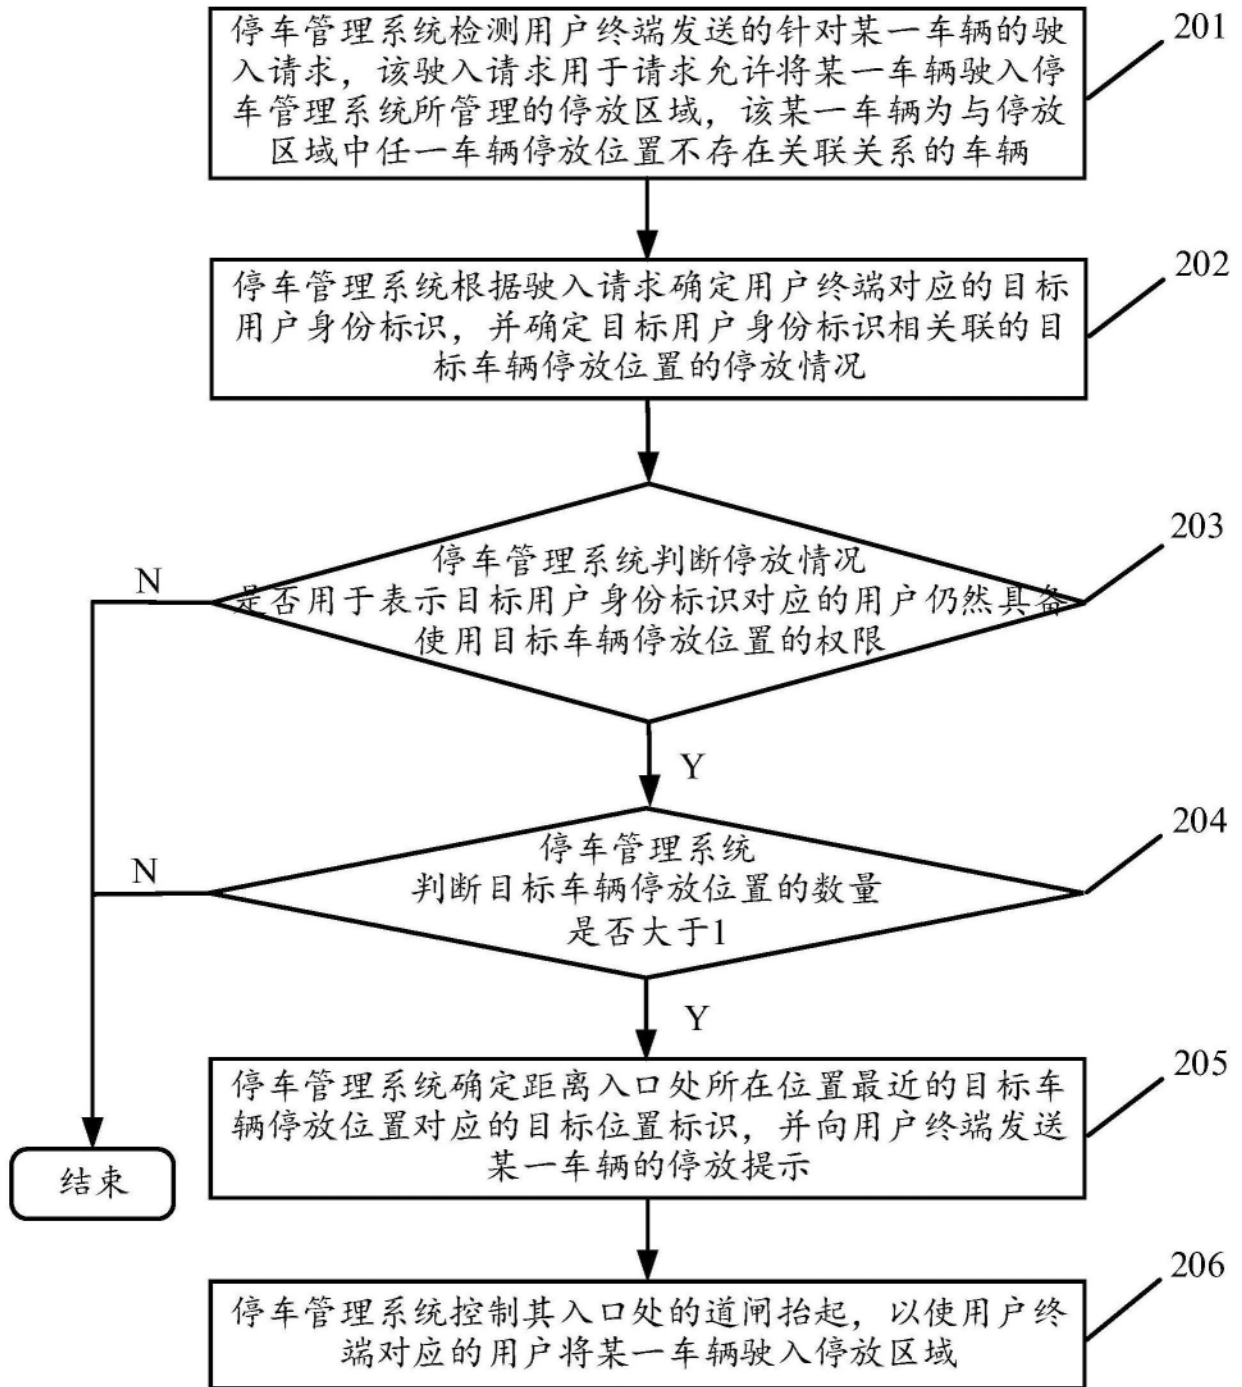 停车管理系统检测用户终端发送的针对某一车辆的驶
入请求，该驶入请求用于请求允许将某一车辆驶入停
车管理系统所管理的停放区域，该某一车辆为与停放
区域中任一车辆停放位置不存在关联关系的车辆
201
停车管理系统根据驶入请求确定用户终端对应的目标
用户身份标识，并确定目标用户身份标识相关联的目
标车辆停放位置的停放情况
202
停车管理系统判断停放情况
是否用于表示目标用户身份标识对应的用户仍然具备
使用目标车辆停放位置的权限
203
N
Y
停车管理系统
判断目标车辆停放位置的数量
是否大于1
204
N
Y
停车管理系统确定距离入口处所在位置最近的目标车
辆停放位置对应的目标位置标识，并向用户终端发送
某一车辆的停放提示
205
结束
停车管理系统控制其入口处的道闸抬起，以使用户终
端对应的用户将某一车辆驶入停放区域
206